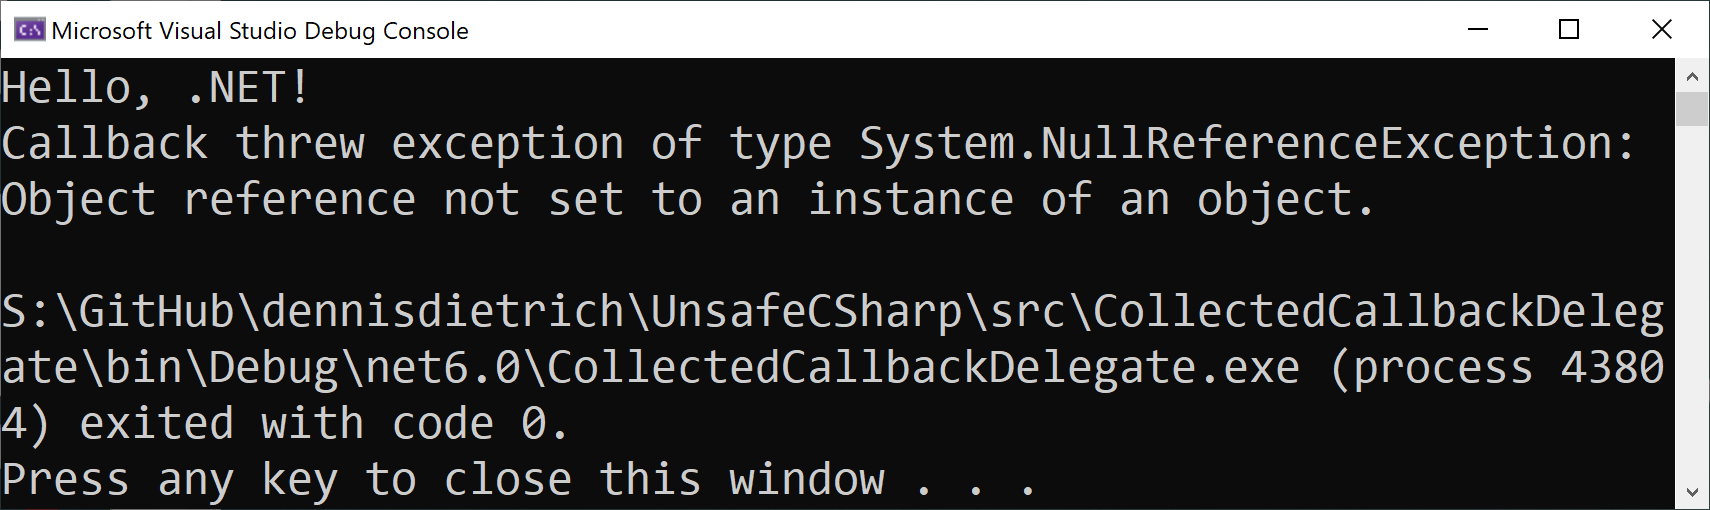 Microsoft Visual Studio Debug Console
Hello, .NET!
Callback threw exception of type System.NullReferenceException:
Object reference not set to an instance of an object.
S:\GitHub\dennisdietrich\UnsafeCSharp\src\CollectedCallbackDeleg
ate\bin\Debug\net6.0\CollectedCallbackDelegate.exe (process 4380
4) exited with code 0.
Press any key to close this window . . .